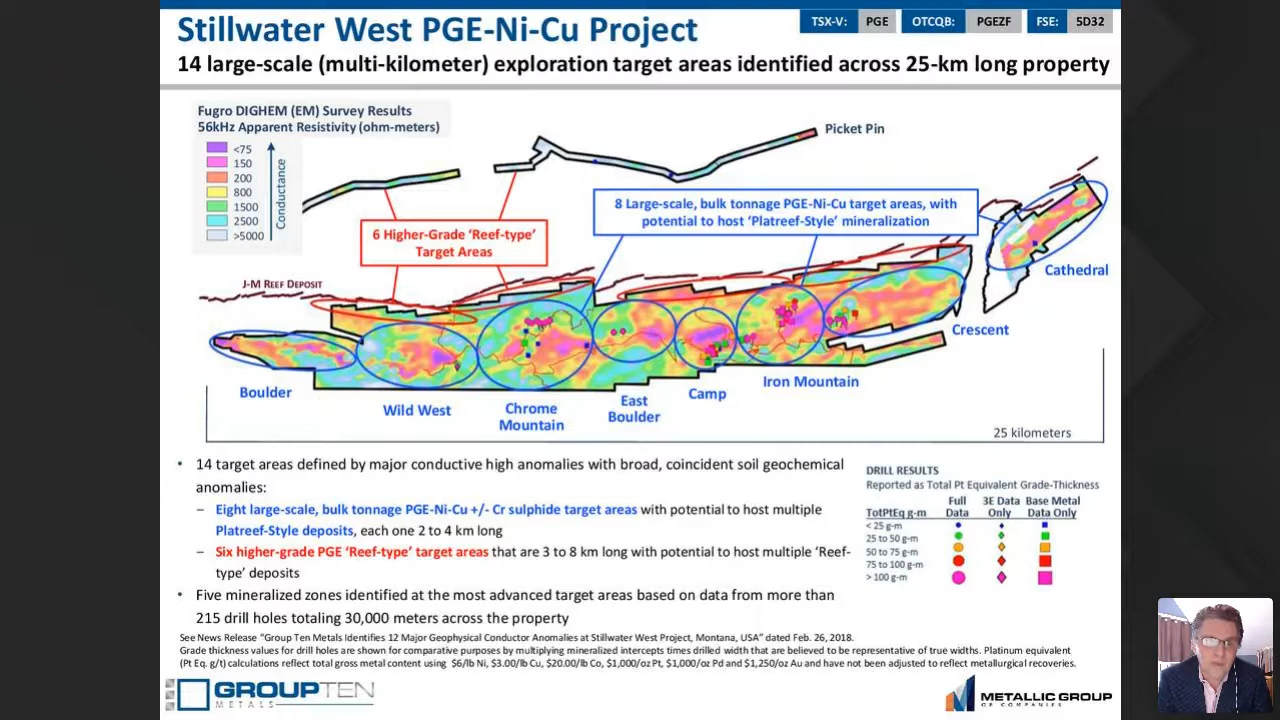 Stillwater West PGE-Ni-Cu Project
TSX-V: PGE OTCQB: PGEZF FSE: 5D32
14 large-scale (multi-kilometer) exploration target areas identified across 25-km long property
Fugro DIGHEM (EM) Survey Results
56kHz Apparent Resistivity (ohm-meters)
<75
150
200
800
1500
2500
>5000
Conductance
Picket Pin
8 Large-scale, bulk tonnage PGE-Ni-Cu target areas, with
potential to host 'Platreef-Style' mineralization
6 Higher-Grade 'Reef-type'
Target Areas
J-M REEF DEPOSIT
Cathedral
Crescent
Boulder
Wild West
Chrome
Mountain
East
Boulder
Camp
Iron Mountain
25 kilometers
• 14 target areas defined by major conductive high anomalies with broad, coincident soil geochemical
anomalies:
– Eight large-scale, bulk tonnage PGE-Ni-Cu +/- Cr sulphide target areas with potential to host multiple
Platreef-Style deposits, each one 2 to 4 km long
– Six higher-grade PGE 'Reef-type' target areas that are 3 to 8 km long with potential to host multiple 'Reef-
type' deposits
• Five mineralized zones identified at the most advanced target areas based on data from more than
215 drill holes totaling 30,000 meters across the property
DRILL RESULTS
Reported as Total Pt Equivalent Grade-Thickness
Full 3E Data Base Metal
TotPtEq g-m Data Only Data Only
< 25 g-m
25 to 50 g-m
50 to 75 g-m
75 to 100 g-m
> 100 g-m
See News Release "Group Ten Metals Identifies 12 Major Geophysical Conductor Anomalies at Stillwater West Project, Montana, USA" dated Feb. 26, 2018.
Grade thickness values for drill holes are shown for comparative purposes by multiplying mineralized intercepts times drilled width that are believed to be representative of true widths. Platinum equivalent
(Pt Eq. g/t) calculations reflect total gross metal content using $6/lb Ni, $3.00/lb Cu, $20.00/lb Co, $1,000/oz Pt, $1,000/oz Pd and $1,250/oz Au and have not been adjusted to reflect metallurgical recoveries.
GROUPTEN
METALS
METALLIC GROUP
OF COMPANIES